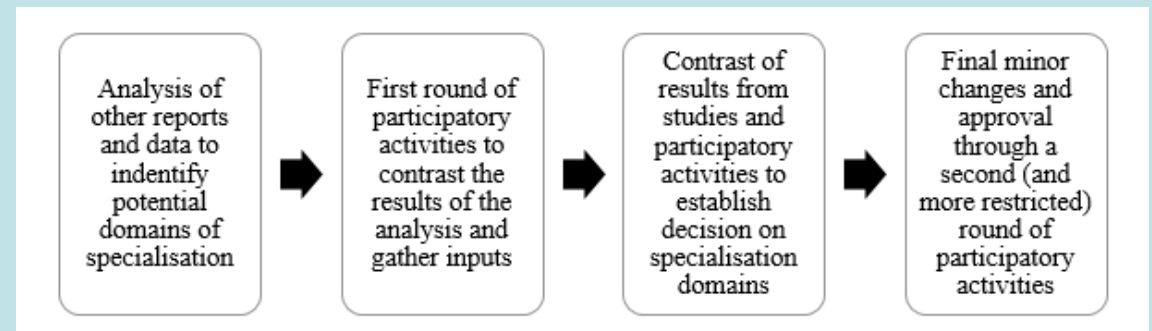 Analysis of
other reports
and data to
indentify
potential
domains of
specialisation
First round of
participatory
activities to
contrast the
results of the
analysis and
gather inputs
Contrast of
results from
studies and
participatory
activities to
establish
decision on
specialisation
domains
Final minor
changes and
approval
through a
second (and
more restricted)
round of
participatory
activities